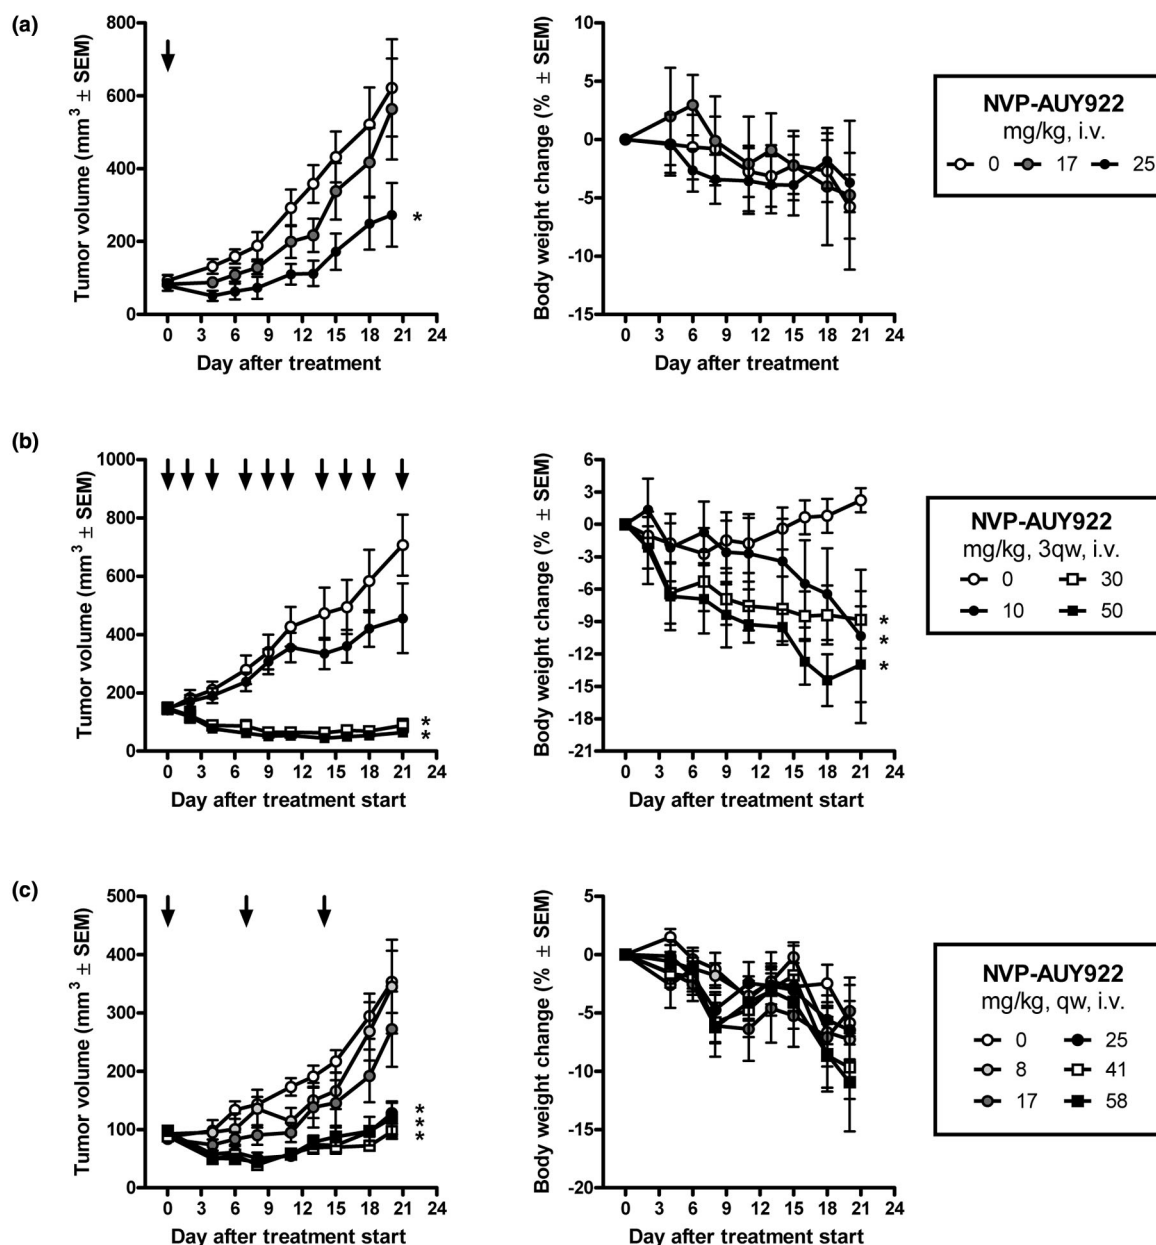 (a)
Tumor volume (mm³ ± SEM)
800
600
400
200
0
0 3 6 9 12 15 18 21 24
Day after treatment
*
Body weight change (% ± SEM)
10
5
0
-5
-10
-15
0 3 6 9 12 15 18 21 24
Day after treatment
NVP-AUY922
mg/kg, i.v.
0 17 25
(b)
Tumor volume (mm³ ± SEM)
1000
800
600
400
200
0
0 3 6 9 12 15 18 21 24
Day after treatment start
*
*
Body weight change (% ± SEM)
6
3
0
-3
-6
-9
-12
-15
-18
-21
0 3 6 9 12 15 18 21 24
Day after treatment start
*
*
*
NVP-AUY922
mg/kg, 3qw, i.v.
0 30
10 50
(c)
Tumor volume (mm³ ± SEM)
500
400
300
200
100
0
0 3 6 9 12 15 18 21 24
Day after treatment start
*
*
*
Body weight change (% ± SEM)
5
0
-5
-10
-15
-20
0 3 6 9 12 15 18 21 24
Day after treatment start
NVP-AUY922
mg/kg, qw, i.v.
0 25
8 41
17 58